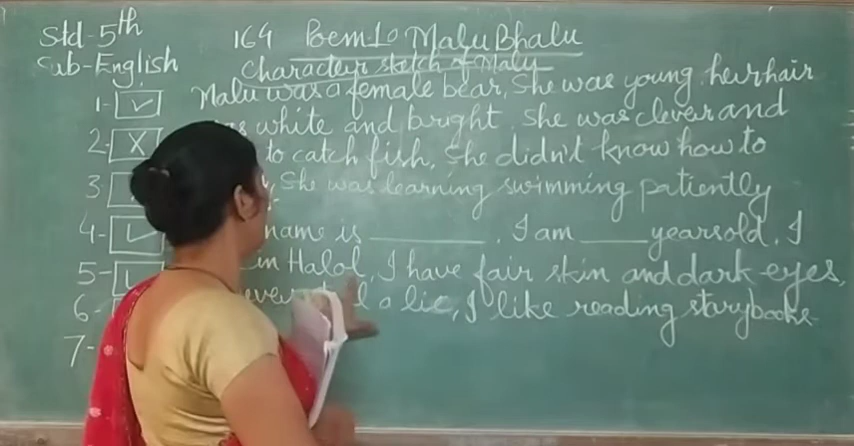 Std-5th 164 Poem 10 Malu Bhalu
Sub-English Character sketch of Malu
1- ✓ Malu was a female bear, She was young, her hair
2- X white and bright, She was clever and
3 to catch fish, She didn't know how to
She was learning swimming patiently
4- ✓ name is ________. I am ____ years old, I
5- in Halol, I have fair skin and dark eyes,
6- a lie, I like reading storybooks
7-